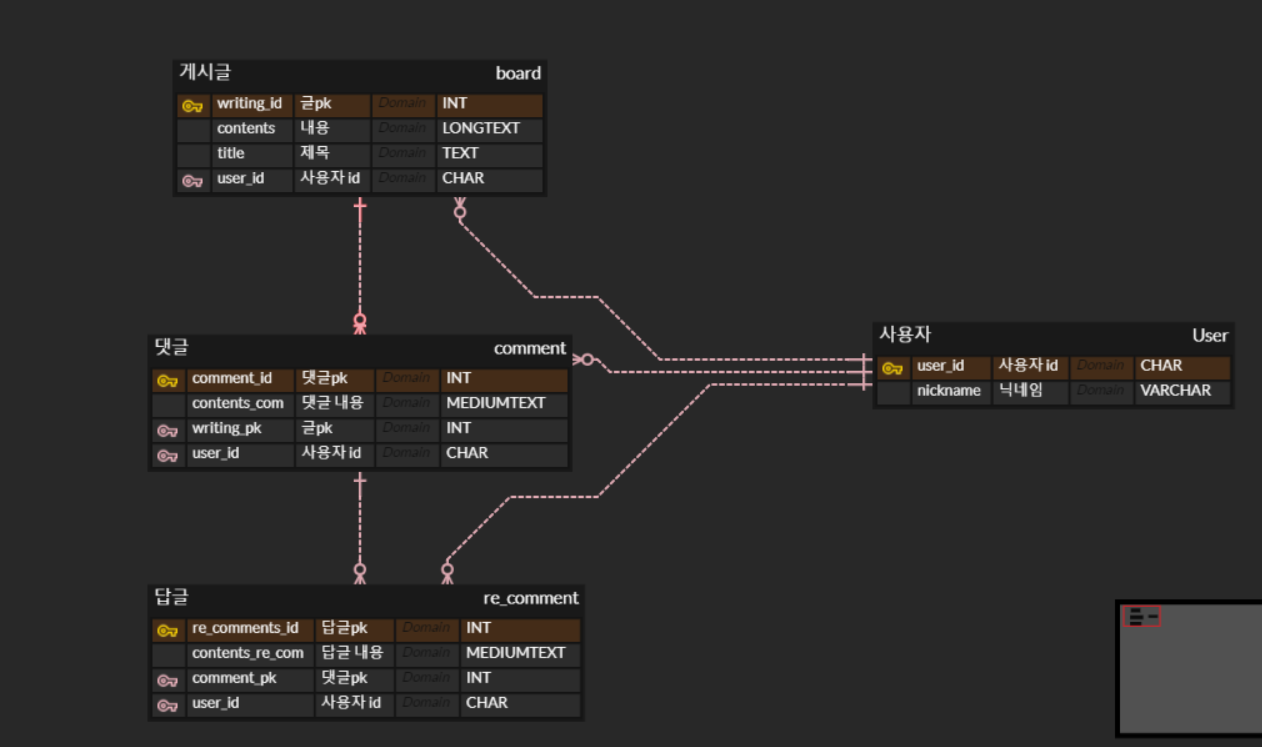 게시글 board
writing_id 글pk Domain INT
contents 내용 Domain LONGTEXT
title 제목 Domain TEXT
user_id 사용자 id Domain CHAR
댓글 comment
comment_id 댓글pk Domain INT
contents_com 댓글 내용 Domain MEDIUMTEXT
writing_pk 글pk Domain INT
user_id 사용자 id Domain CHAR
사용자 User
user_id 사용자 id Domain CHAR
nickname 닉네임 Domain VARCHAR
답글 re_comment
re_comments_id 답글pk Domain INT
contents_re_com 답글 내용 Domain MEDIUMTEXT
comment_pk 댓글pk Domain INT
user_id 사용자 id Domain CHAR